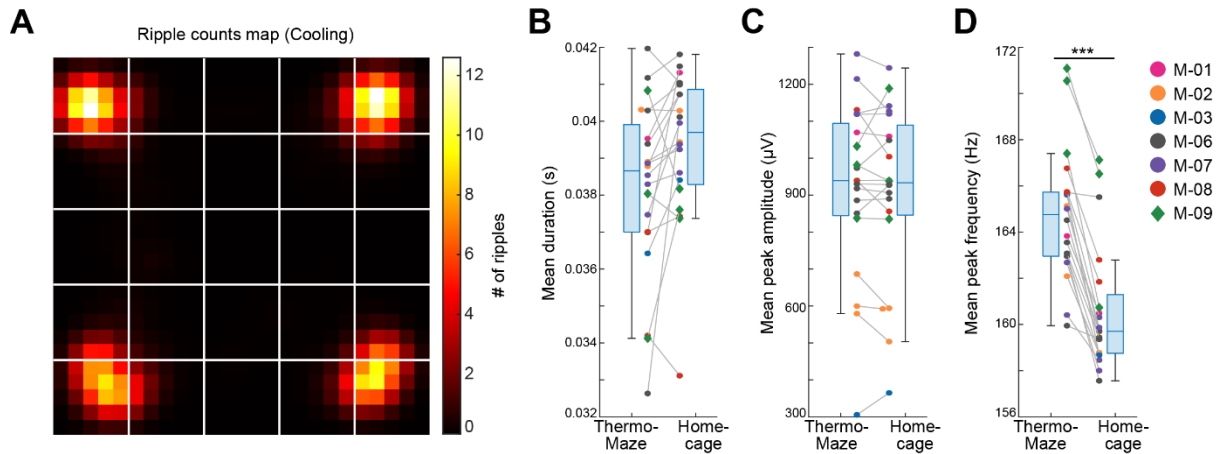 A
Ripple counts map (Cooling)
12
10
8
6
4
2
0
# of ripples
B
0.042
0.04
0.038
0.036
0.034
0.032
Mean duration (s)
Thermo-
Maze
Home-
cage
C
1200
900
600
300
Mean peak amplitude (µV)
Thermo-
Maze
Home-
cage
D
172
168
164
160
156
Mean peak frequency (Hz)
***
Thermo-
Maze
Home-
cage
M-01
M-02
M-03
M-06
M-07
M-08
M-09